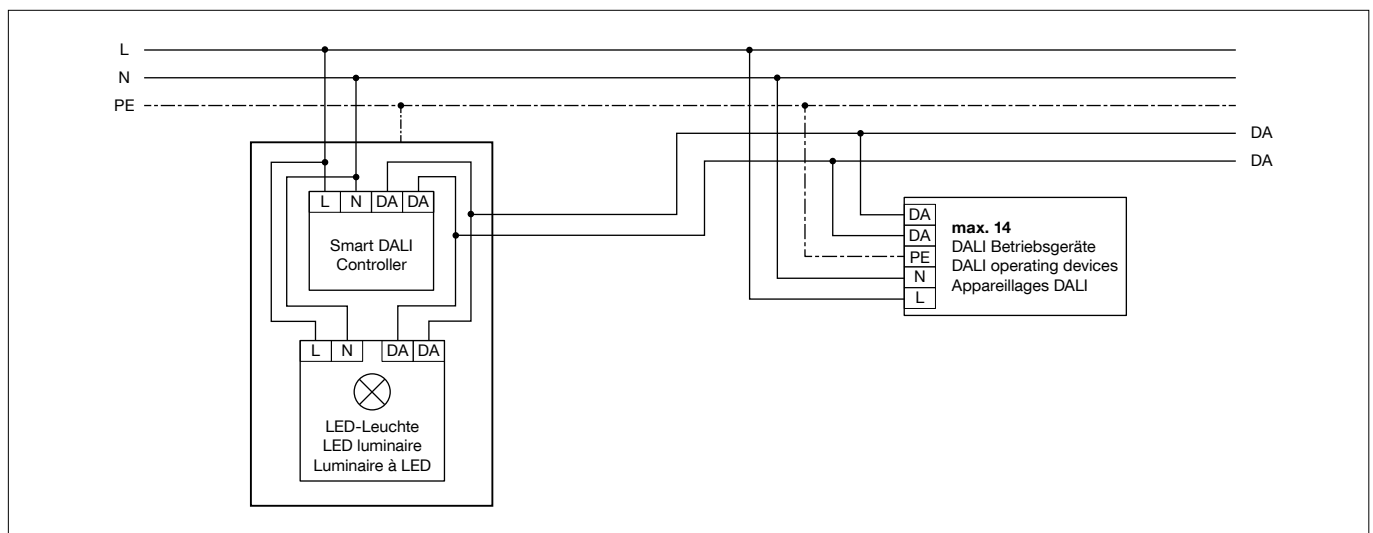 L
N
PE
DA
DA
L N DA DA
Smart DALI
Controller
L N DA DA
LED-Leuchte
LED luminaire
Luminaire à LED
DA
DA
PE
N
L
max. 14
DALI Betriebsgeräte
DALI operating devices
Appareillages DALI